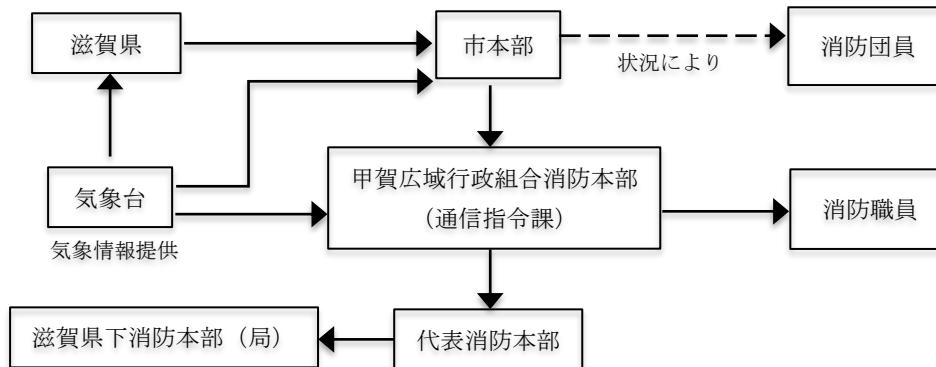 滋賀県
市本部
消防団員
状況により
気象台
気象情報提供
甲賀広域行政組合消防本部
（通信指令課）
消防職員
滋賀県下消防本部（局）
代表消防本部